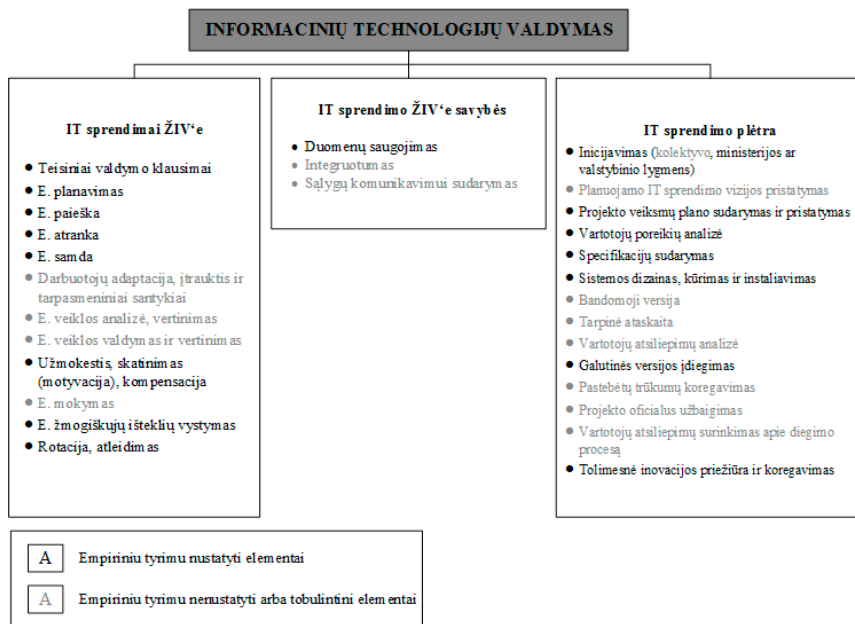 INFORMACINIŲ TECHNOLOGIJŲ VALDYMAS
IT sprendimai ŽIV‘e
● Teisiniai valdymo klausimai
● E. planavimas
● E. paieška
● E. atranka
● E. samda
● Darbuotojų adaptacija, įtrauktis ir
tarpasmeniniai santykiai
● E. veiklos analizė, vertinimas
● E. veiklos valdymas ir vertinimas
● Užmokestis, skatinimas
(motyvacija), kompensacija
● E. mokymas
● E. žmogiškųjų išteklių vystymas
● Rotacija, atleidimas
IT sprendimo ŽIV‘e savybės
● Duomenų saugojimas
● Integruotumas
● Sąlygų komunikavimui sudarymas
IT sprendimo plėtra
● Inicijavimas (kolektyvo, ministerijos ar
valstybinio lygmens)
● Planuojamo IT sprendimo vizijos pristatymas
● Projekto veiksmų plano sudarymas ir pristatymas
● Vartotojų poreikių analizė
● Specifikacijų sudarymas
● Sistemos dizainas, kūrimas ir instaliavimas
● Bandomoji versija
● Tarpinė ataskaita
● Vartotojų atsiliepimų analizė
● Galutinės versijos įdiegimas
● Pastebėtų trūkumų koregavimas
● Projekto oficialus užbaigimas
● Vartotojų atsiliepimų surinkimas apie diegimo
procesą
● Tolimesnė inovacijos priežiūra ir koregavimas
A Empiriniu tyrimu nustatyti elementai
A Empiriniu tyrimu nenustatyti arba tobulintini elementai